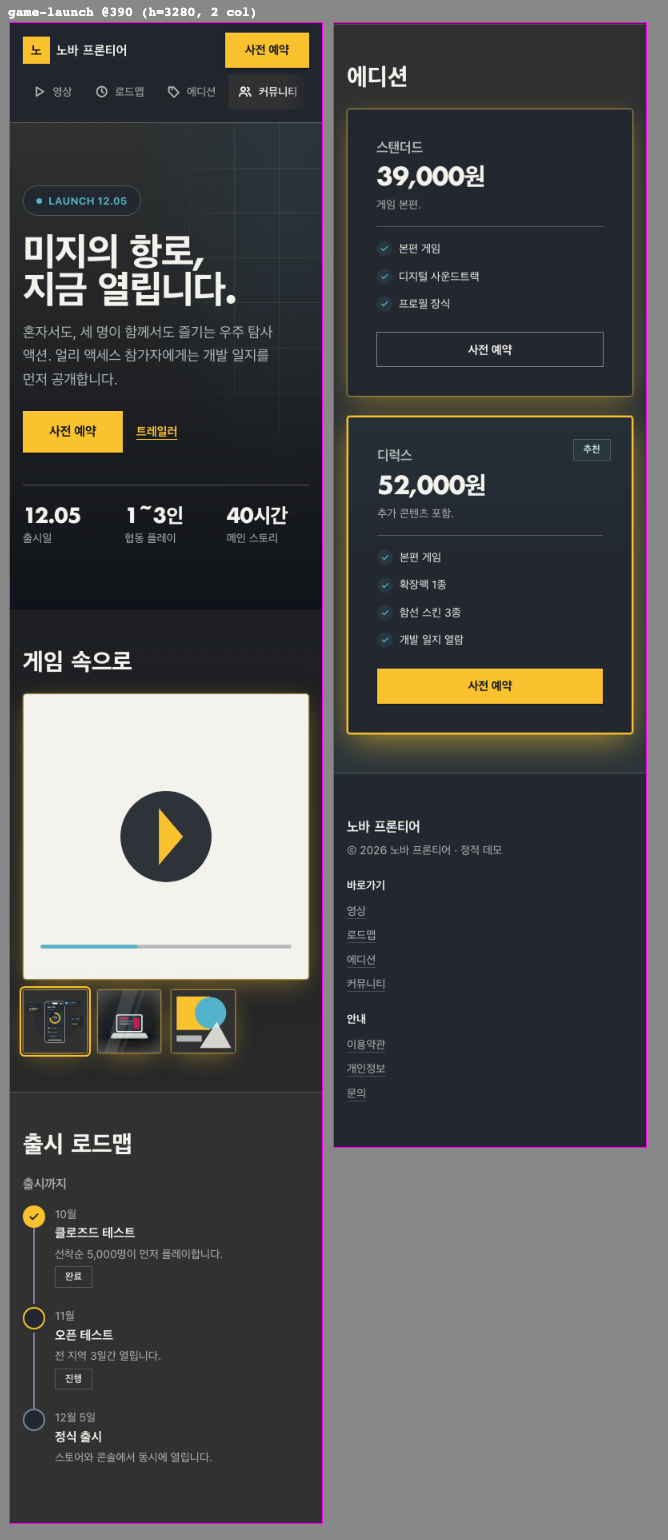 game-launch @390 (h=3280, 2 col)
노 노바 프론티어
사전 예약
영상
로드맵
에디션
커뮤니티
LAUNCH 12.05
미지의 항로,
지금 열립니다.
혼자서도, 세 명이 함께서도 즐기는 우주 탐사
액션. 얼리 액세스 참가자에게는 개발 일지를
먼저 공개합니다.
사전 예약
트레일러
12.05
출시일
1~3인
협동 플레이
40시간
메인 스토리
게임 속으로
출시 로드맵
출시까지
10월
클로즈드 테스트
선착순 5,000명이 먼저 플레이합니다.
완료
11월
오픈 테스트
전 지역 3일간 열립니다.
진행
12월 5일
정식 출시
스토어와 콘솔에서 동시에 열립니다.
에디션
스탠더드
39,000원
게임 본편.
본편 게임
디지털 사운드트랙
프로필 장식
사전 예약
디럭스
추천
52,000원
추가 콘텐츠 포함.
본편 게임
확장팩 1종
함선 스킨 3종
개발 일지 열람
사전 예약
노바 프론티어
© 2026 노바 프론티어 · 정적 데모
바로가기
영상
로드맵
에디션
커뮤니티
안내
이용약관
개인정보
문의